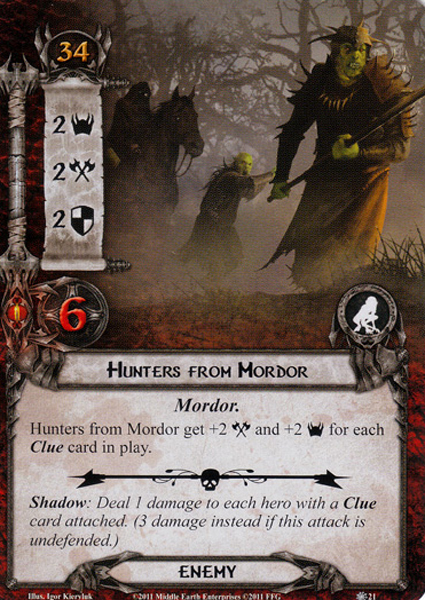 34
2
2
2
6
Hunters from Mordor
Mordor.
Hunters from Mordor get +2 and +2 for each
Clue card in play.
Shadow: Deal 1 damage to each hero with a Clue
card attached. (3 damage instead if this attack is
undefended.)
ENEMY
Illus. Igor Kieryluk ©2011 Middle Earth Enterprises ©2011 FFG 21